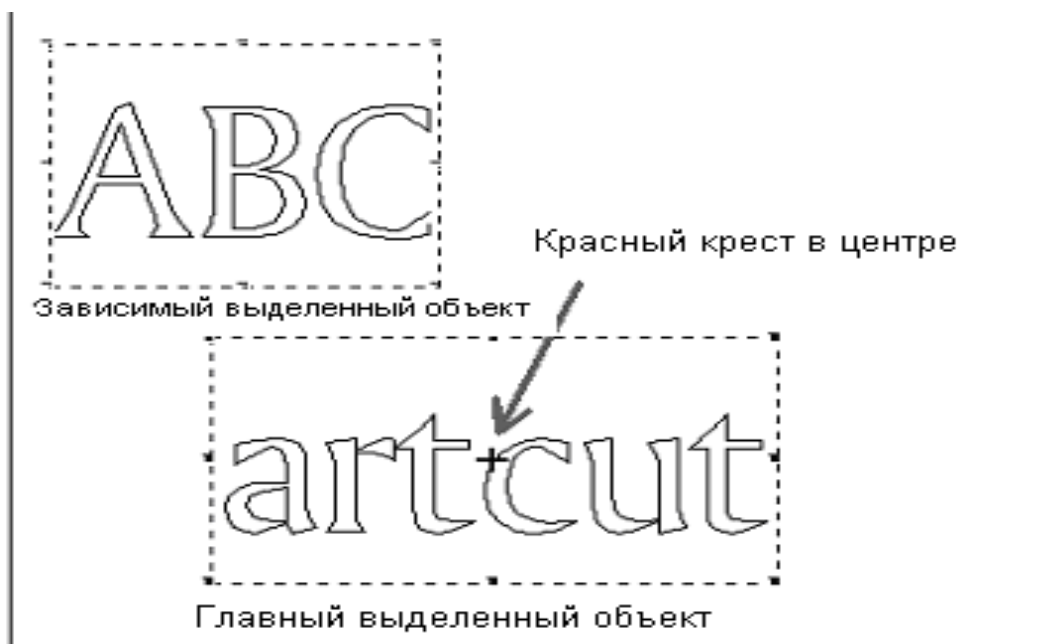 ABC
Красный крест в центре
Зависимый выделенный объект
artcut
Главный выделенный объект